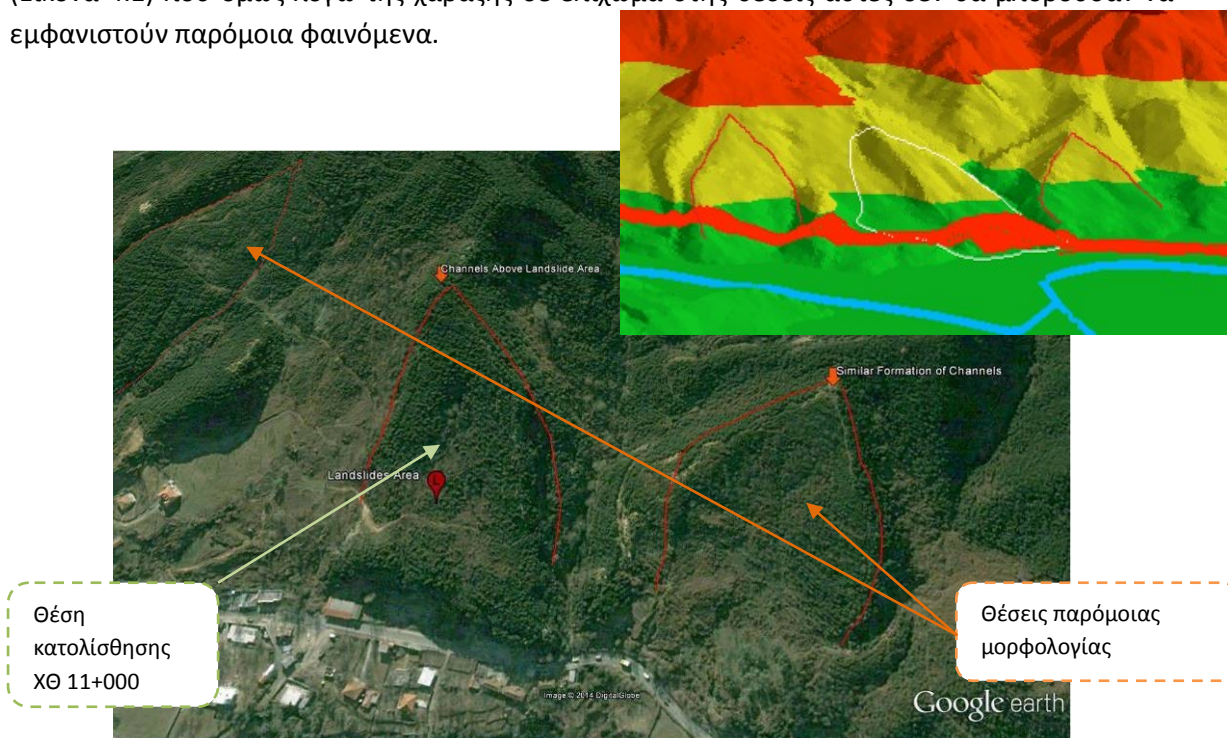 εμφανιστούν παρόμοια φαινόμενα.
Channels Above Landslide Area
Similar Formation of Channels
Landslides Area
L
Θέση
κατολίσθησης
ΧΘ 11+000
Θέσεις παρόμοιας
μορφολογίας
Image © 2014 DigitalGlobe
Google earth